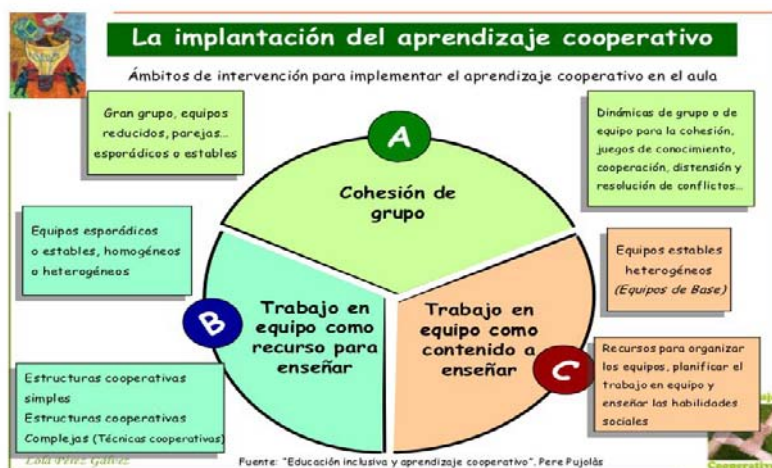 La implantación del aprendizaje cooperativo
Ámbitos de intervención para implementar el aprendizaje cooperativo en el aula
Gran grupo, equipos
reducidos, parejas...
esporádicos o estables
A
Dinámicas de grupo o de
equipo para la cohesión,
juegos de conocimiento,
cooperación, distensión y
resolución de conflictos...
Cohesión de
grupo
Equipos esporádicos
o estables, homogéneos
o heterogéneos
Equipos estables
heterogéneos
(Equipos de Base)
B
Trabajo en
equipo como
recurso para
enseñar
Trabajo en
equipo como
contenido a
enseñar
C
Recursos para organizar
los equipos, planificar el
trabajo en equipo y
enseñar las habilidades
sociales
Estructuras cooperativas
simples
Estructuras cooperativas
Complejas (Técnicas cooperativas)
Lola Pérez Gálvez
Fuente: "Educación inclusiva y aprendizaje cooperativo", Pere Pujolás